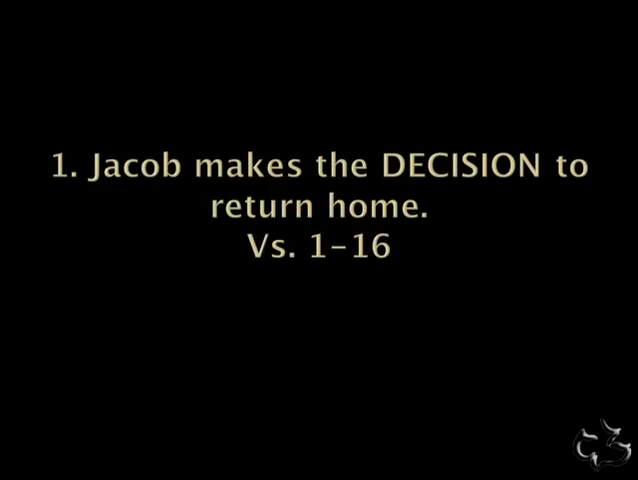 1. Jacob makes the DECISION to
return home.
Vs. 1-16